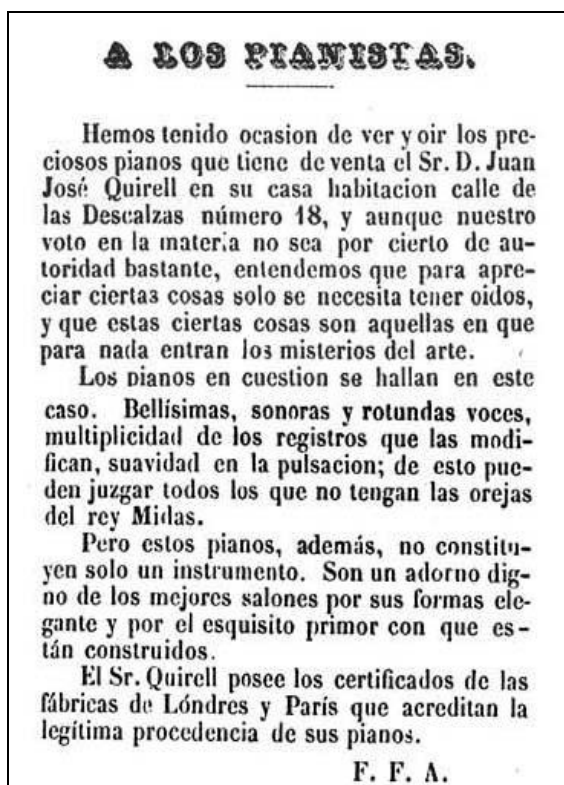 A LOS PIANISTAS.
Hemos tenido ocasion de ver y oir los pre-
ciosos pianos que tiene de venta el Sr. D. Juan
José Quirell en su casa habitacion calle de
las Descalzas número 18, y aunque nuestro
voto en la materia no sea por cierto de au-
toridad bastante, entendemos que para apre-
ciar ciertas cosas solo se necesita tener oidos,
y que estas ciertas cosas son aquellas en que
para nada entran los misterios del arte.
Los pianos en cuestion se hallan en este
caso. Bellísimas, sonoras y rotundas voces,
multiplicidad de los registros que las modi-
fican, suavidad en la pulsacion; de esto pue-
den juzgar todos los que no tengan las orejas
del rey Midas.
Pero estos pianos, además, no constitu-
yen solo un instrumento. Son un adorno dig-
no de los mejores salones por sus formas ele-
gante y por el esquisito primor con que es-
tán construidos.
El Sr. Quirell posee los certificados de las
fábricas de Lóndres y París que acreditan la
legítima procedencia de sus pianos.
F. F. A.